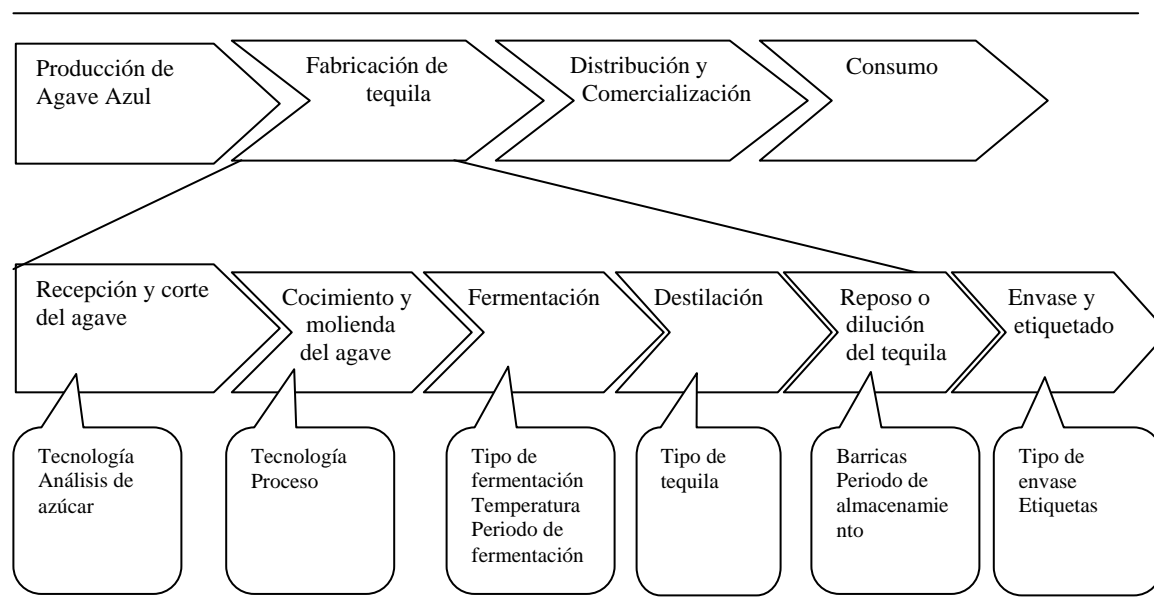 Producción de
Agave Azul
Fabricación de
tequila
Distribución y
Comercialización
Consumo
Recepción y corte
del agave
Cocimiento y
molienda
del agave
Fermentación
Destilación
Reposo o
dilución
del tequila
Envase y
etiquetado
Tecnología
Análisis de
azúcar
Tecnología
Proceso
Tipo de
fermentación
Temperatura
Periodo de
fermentación
Tipo de
tequila
Barricas
Periodo de
almacenamie
nto
Tipo de
envase
Etiquetas